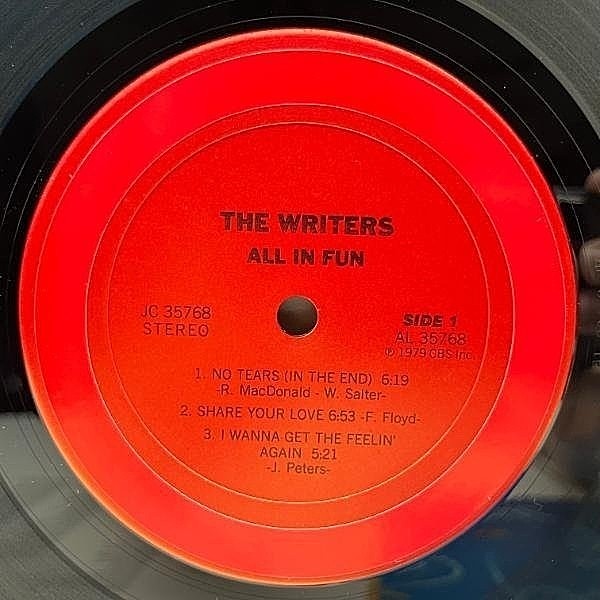 THE WRITERS
ALL IN FUN
JC 35768
STEREO
SIDE 1
AL 35768
℗ 1979 CBS Inc.
1. NO TEARS (IN THE END) 6:19
-R. MacDonald - W. Salter-
2. SHARE YOUR LOVE 6:53 -F. Floyd-
3. I WANNA GET THE FEELIN'
AGAIN 5:21
-J. Peters-